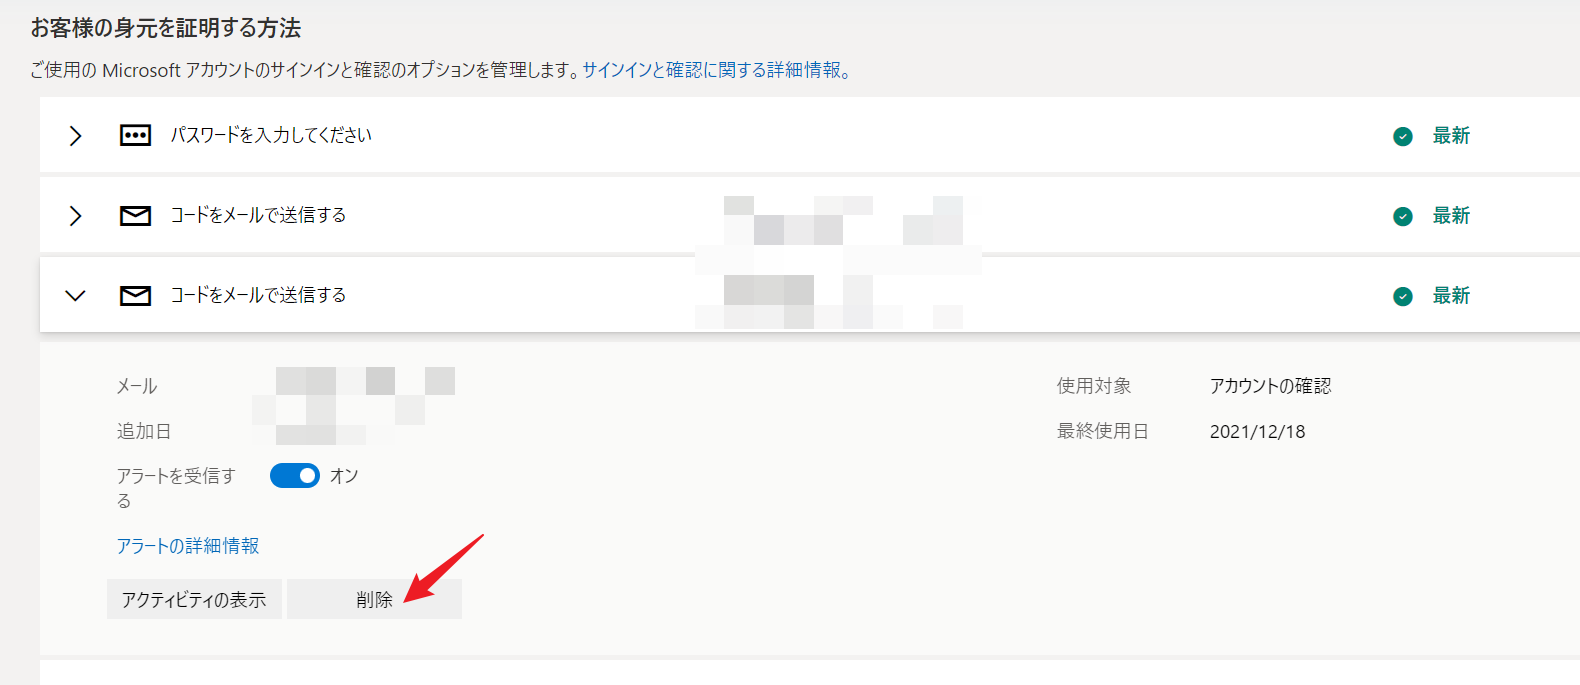 お客様の身元を証明する方法
ご使用の Microsoft アカウントのサインインと確認のオプションを管理します。サインインと確認に関する詳細情報。
パスワードを入力してください
最新
コードをメールで送信する
最新
コードをメールで送信する
最新
メール
使用対象
アカウントの確認
追加日
最終使用日
2021/12/18
アラートを受信す
る
オン
アラートの詳細情報
アクティビティの表示
削除